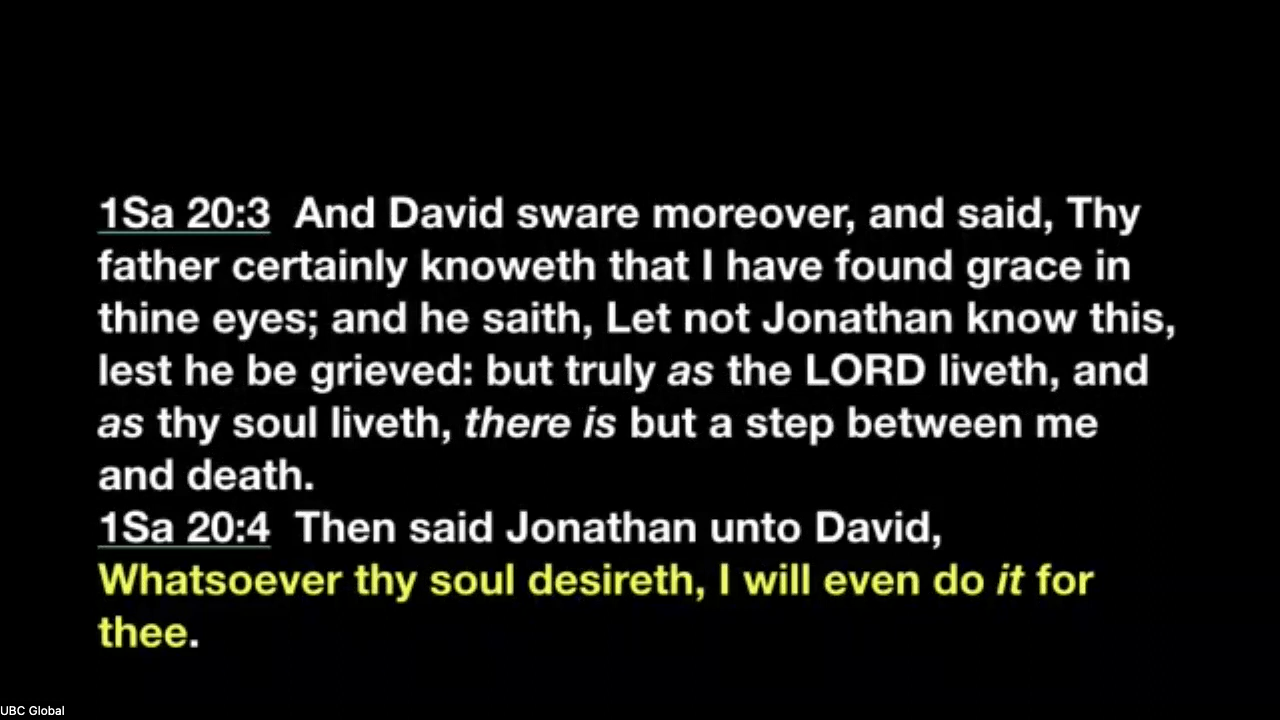 1Sa 20:3 And David sware moreover, and said, Thy
father certainly knoweth that I have found grace in
thine eyes; and he saith, Let not Jonathan know this,
lest he be grieved: but truly as the LORD liveth, and
as thy soul liveth, there is but a step between me
and death.
1Sa 20:4 Then said Jonathan unto David,
Whatsoever thy soul desireth, I will even do it for
thee.
UBC Global